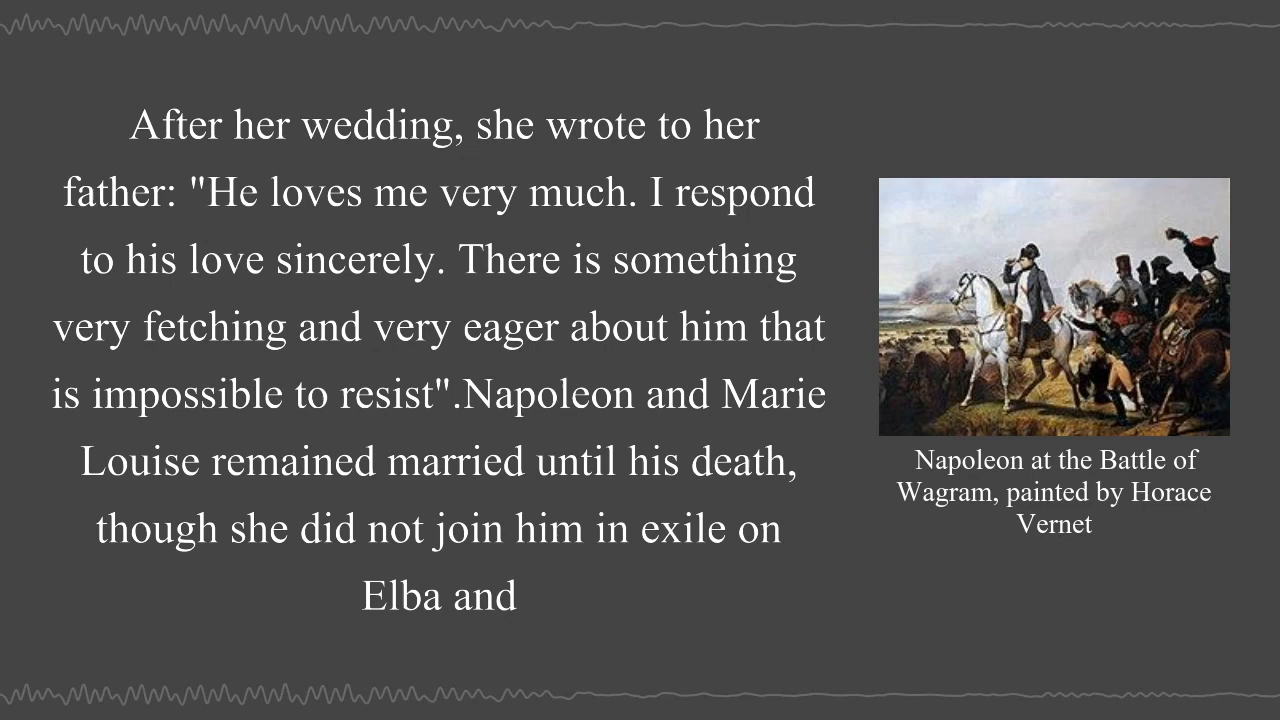 After her wedding, she wrote to her
father: "He loves me very much. I respond
to his love sincerely. There is something
very fetching and very eager about him that
is impossible to resist".Napoleon and Marie
Louise remained married until his death,
though she did not join him in exile on
Elba and
Napoleon at the Battle of
Wagram, painted by Horace
Vernet